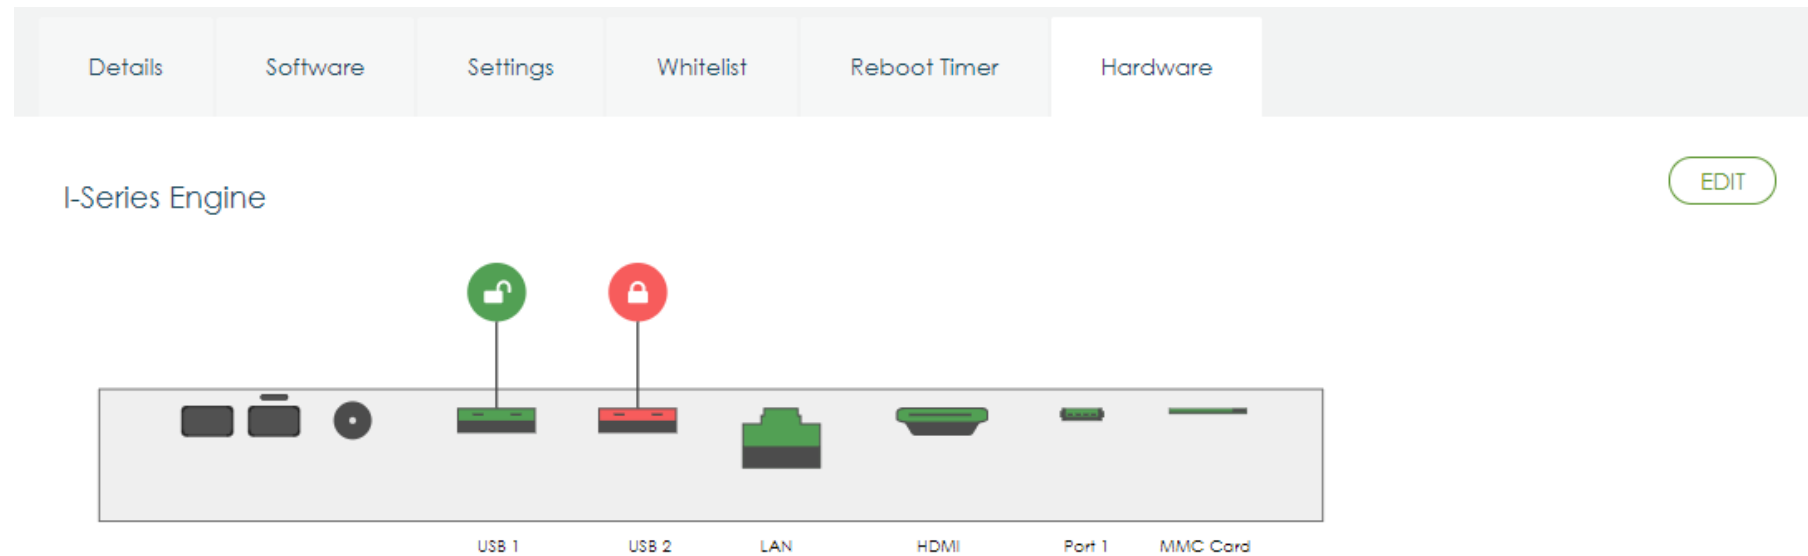 Details Software Settings Whitelist Reboot Timer Hardware
EDIT
I-Series Engine
USB 1 USB 2 LAN HDMI Port 1 MMC Card